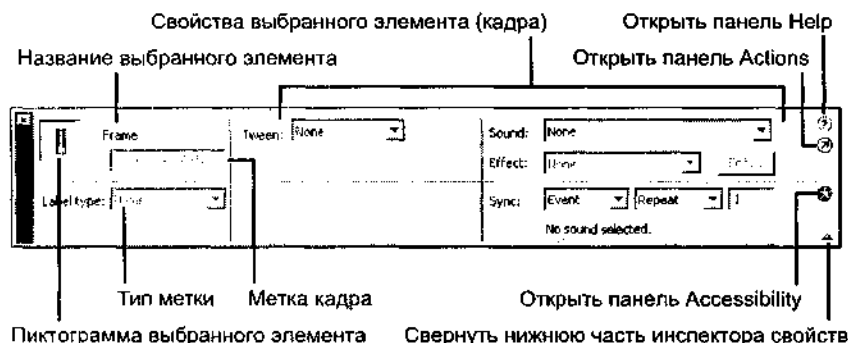 Свойства выбранного элемента (кадра) Открыть панель Help
Название выбранного элемента Открыть панель Actions
Frame Tween: None Sound: None
Effect: None
Label type: Sync: Event Repeat 1
No sound selected.
Тип метки Метка кадра Открыть панель Accessibility
Пиктограмма выбранного элемента Свернуть нижнюю часть инспектора свойств